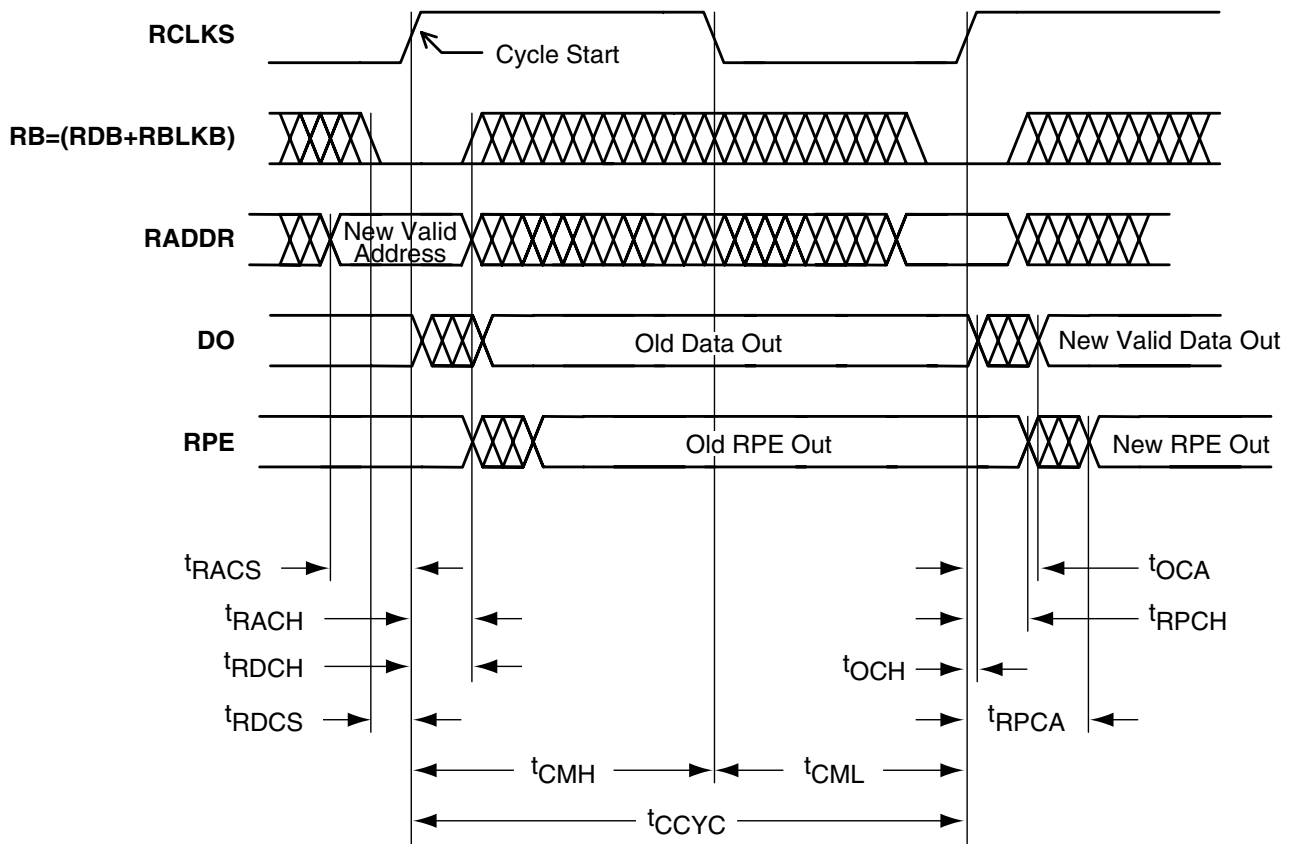 RCLKS
Cycle Start
RB=(RDB+RBLKB)
RADDR
New Valid
Address
DO
Old Data Out
New Valid Data Out
RPE
Old RPE Out
New RPE Out
tRACS
tOCA
tRACH
tRPCH
tRDCH
tOCH
tRDCS
tRPCA
tCMH
tCML
tCCYC